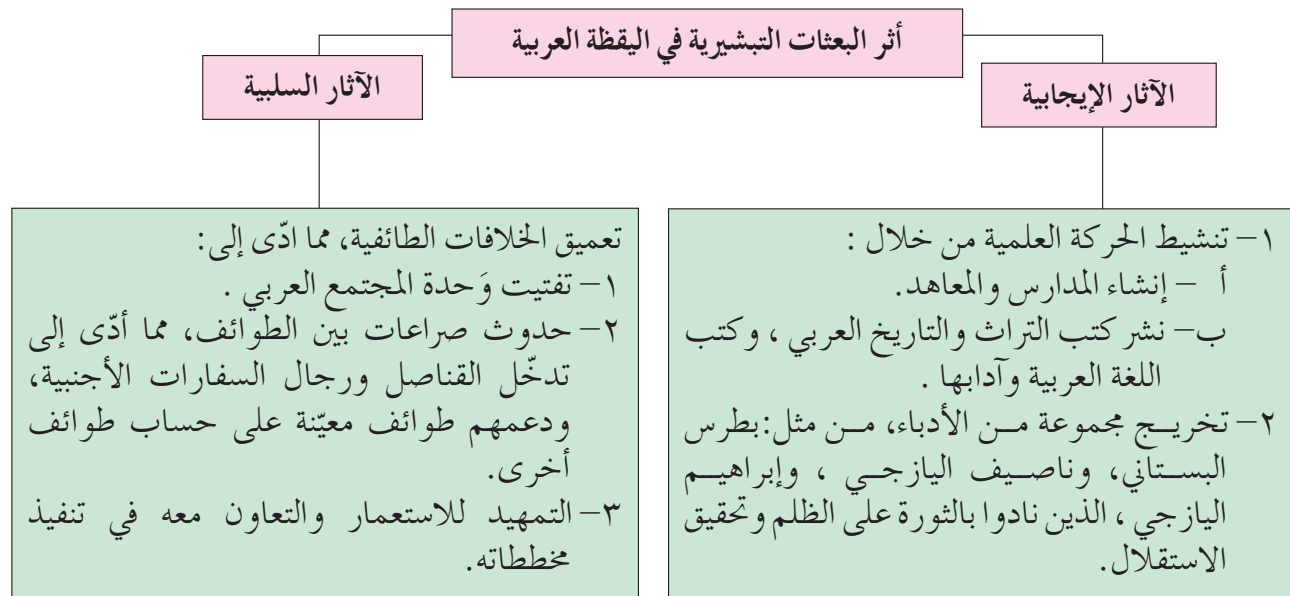 أثر البعثات التبشيرية في اليقظة العربية
الآثار الإيجابية
١– تنشيط الحركة العلمية من خلال :
أ – إنشاء المدارس والمعاهد.
ب– نشر كتب التراث والتاريخ العربي ، وكتب
اللغة العربية وآدابها .
٢– تخريـج مجموعة مـن الأدباء، مـن مثل:بطرس
البستاني، وناصيف اليازجي ، وإبراهيم
اليازجي ، الذين نادوا بالثورة على الظلم وتحقيق
الاستقلال.
الآثار السلبية
تعميق الخلافات الطائفية، مما ادّى إلى:
١– تفتيت وَحدة المجتمع العربي .
٢– حدوث صراعات بين الطوائف، مما أدّى إلى
تدخّل القناصل ورجال السفارات الأجنبية،
ودعمهم طوائف معيّنة على حساب طوائف
أخرى.
٣– التمهيد للاستعمار والتعاون معه في تنفيذ
مخططاته.